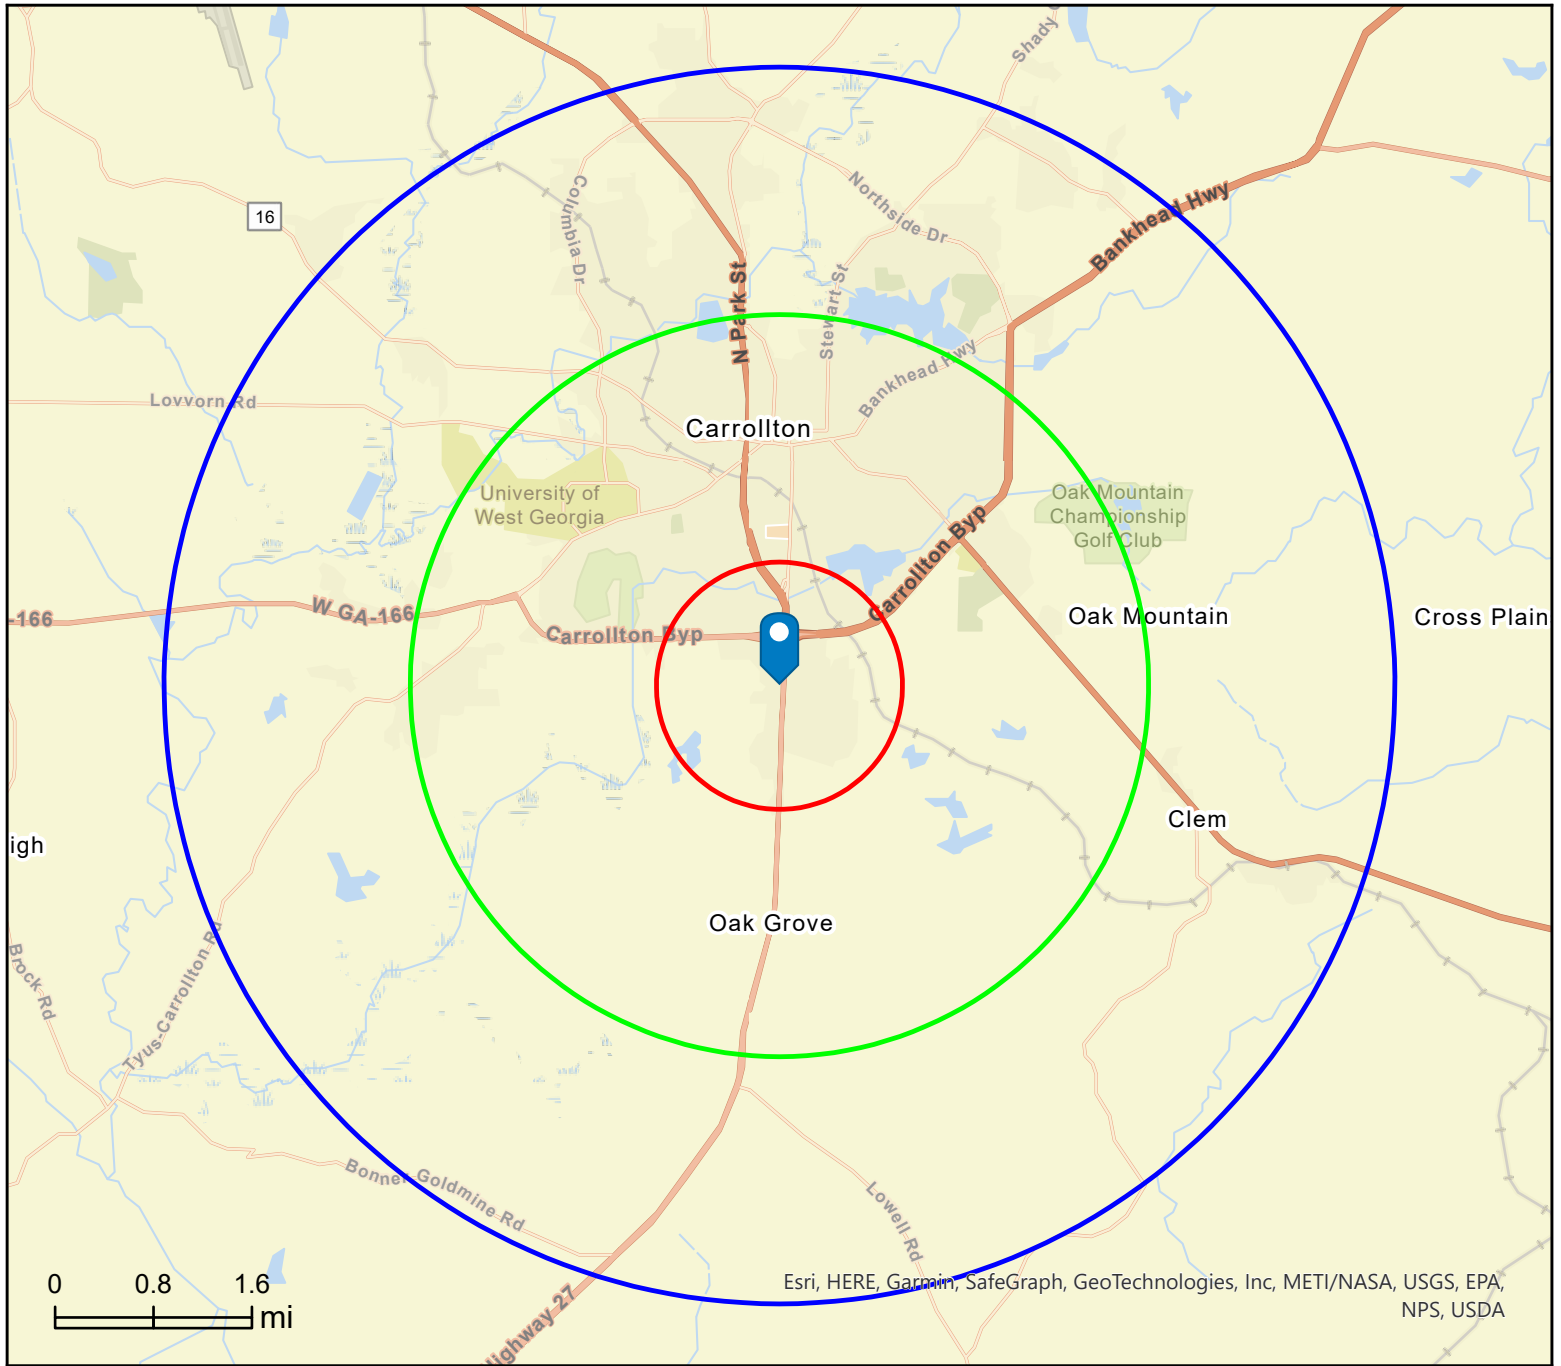 Shady
16
Columbia Dr
Northside Dr
Bankhead Hwy
N Park St
Stewart St
Bankhead Hwy
Lovvorn Rd
Carrollton
University of
West Georgia
Oak Mountain
Championship
Golf Club
Carrollton Byp
-166
W GA-166
Carrollton Byp
Oak Mountain
Cross Plain
Clem
igh
Oak Grove
Brock Rd
Tyus-Carrollton Rd
Bonner Goldmine Rd
Lowell Rd
Highway 27
0 0.8 1.6
mi
Esri, HERE, Garmin, SafeGraph, GeoTechnologies, Inc, METI/NASA, USGS, EPA,
NPS, USDA